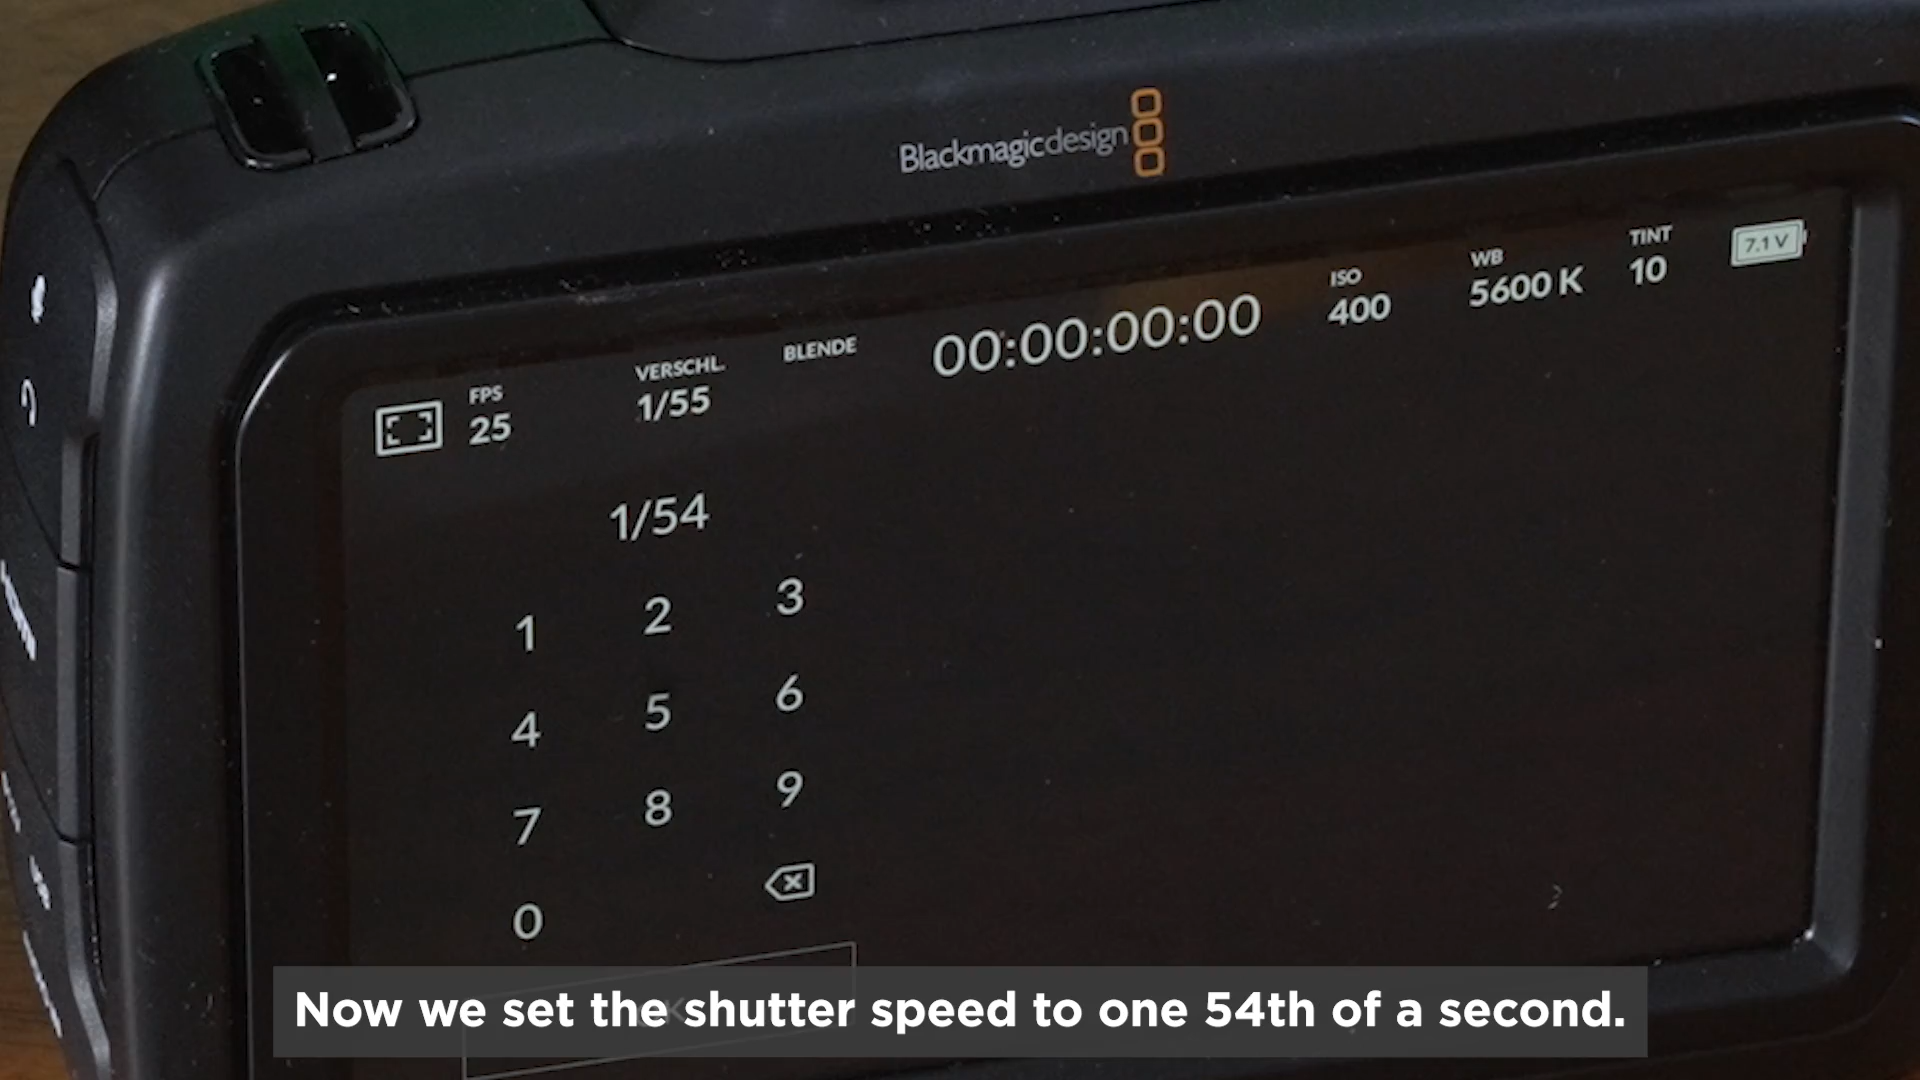 Blackmagicdesign
FPS
25
VERSCHL.
1/55
BLENDE
00:00:00:00
ISO
400
WB
5600 K
TINT
10
7.1 V
1/54
1 2 3
4 5 6
7 8 9
0
Now we set the shutter speed to one 54th of a second.